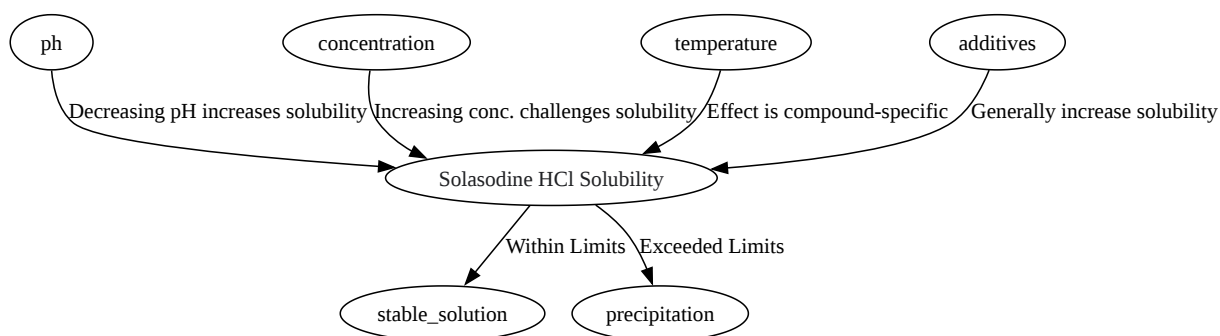 ph
concentration
temperature
additives
Decreasing pH increases solubility
Increasing conc. challenges solubility
Effect is compound-specific
Generally increase solubility
Solasodine HCl Solubility
Within Limits
Exceeded Limits
stable_solution
precipitation